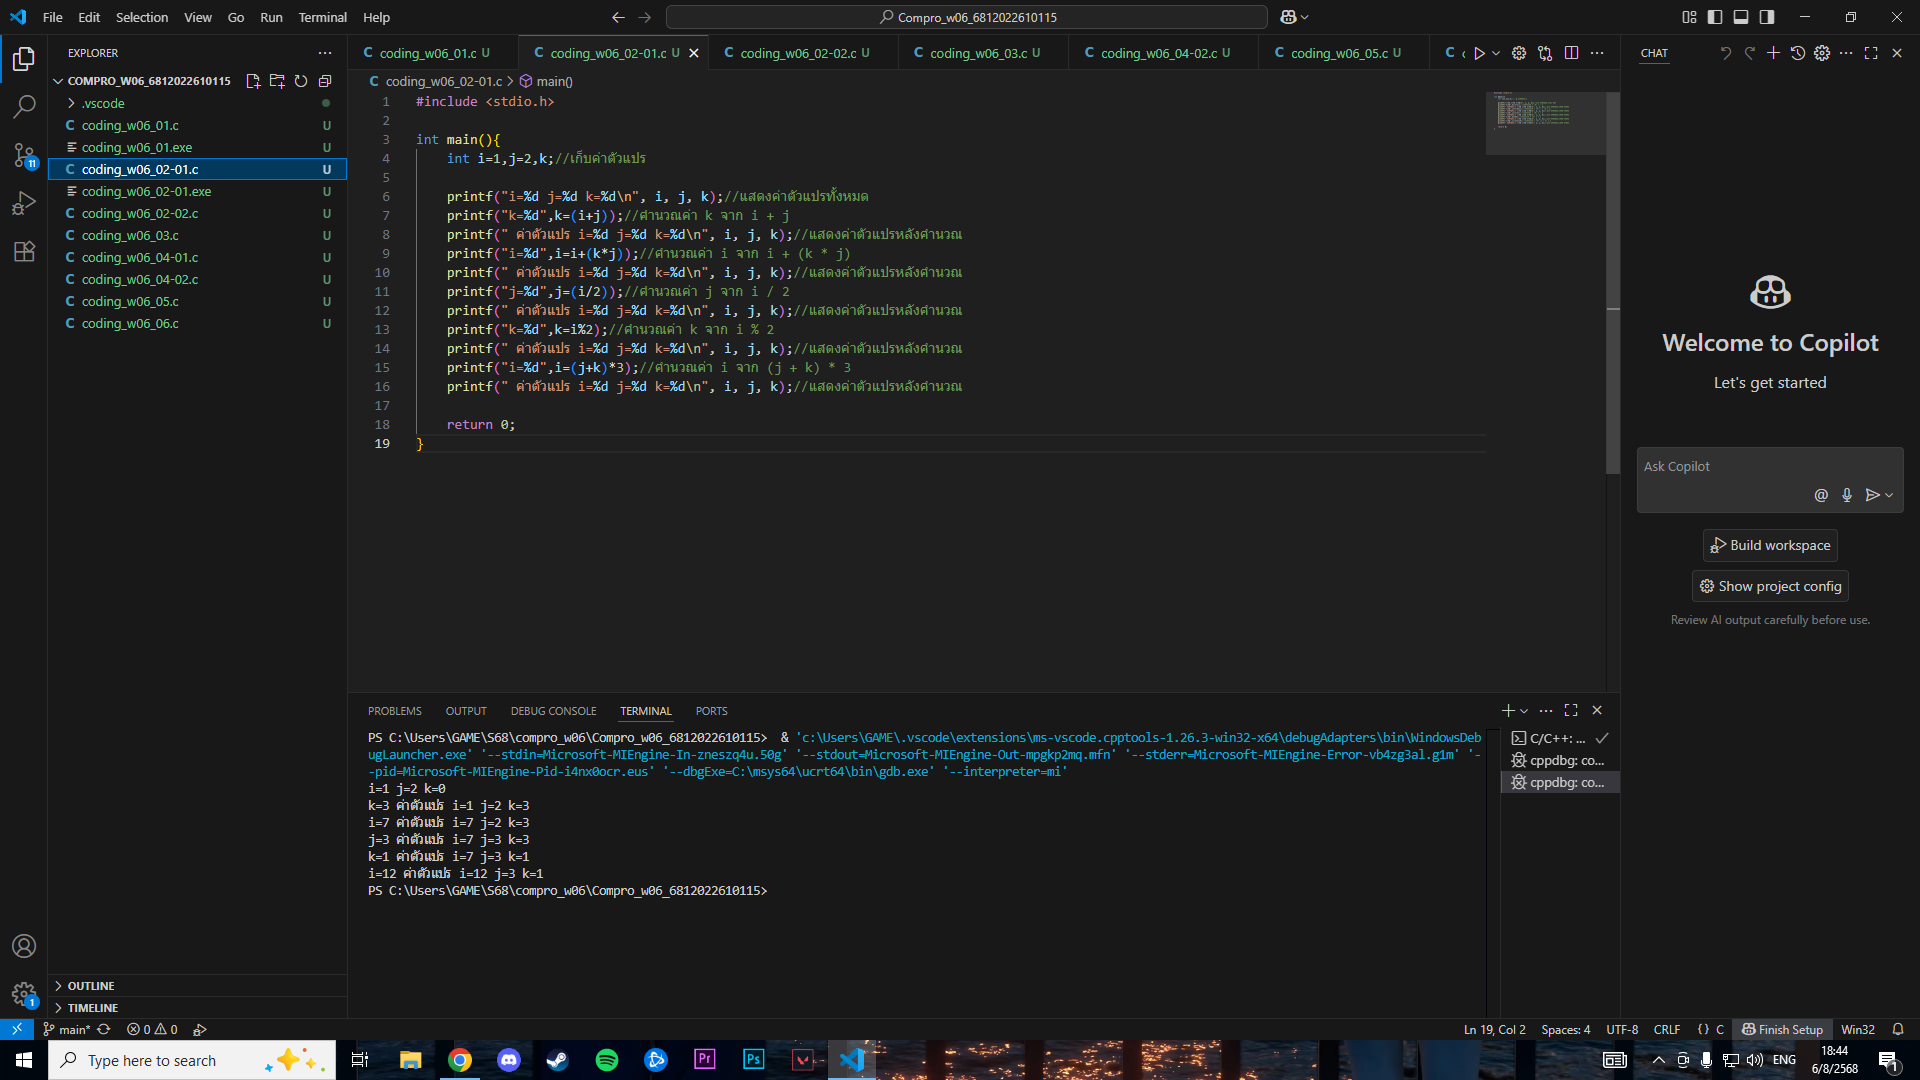 File Edit Selection View Go Run Terminal Help
Compro_w06_6812022610115
EXPLORER
COMPRO_W06_6812022610115
.vscode
coding_w06_01.c U
coding_w06_01.exe U
coding_w06_02-01.c U
coding_w06_02-01.exe U
coding_w06_02-02.c U
coding_w06_03.c U
coding_w06_04-01.c U
coding_w06_04-02.c U
coding_w06_05.c U
coding_w06_06.c U
OUTLINE
TIMELINE
coding_w06_01.c U coding_w06_02-01.c U coding_w06_02-02.c U coding_w06_03.c U coding_w06_04-02.c U coding_w06_05.c U
coding_w06_02-01.c > main()
1 #include <stdio.h>
2
3 int main(){
4 int i=1,j=2,k;//เก็บค่าตัวแปร
5
6 printf("i=%d j=%d k=%d\n", i, j, k);//แสดงค่าตัวแปรทั้งหมด
7 printf("k=%d",k=(i+j));//คำนวณค่า k จาก i + j
8 printf(" ค่าตัวแปร i=%d j=%d k=%d\n", i, j, k);//แสดงค่าตัวแปรหลังคำนวณ
9 printf("i=%d",i=i+(k*j));//คำนวณค่า i จาก i + (k * j)
10 printf(" ค่าตัวแปร i=%d j=%d k=%d\n", i, j, k);//แสดงค่าตัวแปรหลังคำนวณ
11 printf("j=%d",j=(i/2));//คำนวณค่า j จาก i / 2
12 printf(" ค่าตัวแปร i=%d j=%d k=%d\n", i, j, k);//แสดงค่าตัวแปรหลังคำนวณ
13 printf("k=%d",k=i%2);//คำนวณค่า k จาก i % 2
14 printf(" ค่าตัวแปร i=%d j=%d k=%d\n", i, j, k);//แสดงค่าตัวแปรหลังคำนวณ
15 printf("i=%d",i=(j+k)*3);//คำนวณค่า i จาก (j + k) * 3
16 printf(" ค่าตัวแปร i=%d j=%d k=%d\n", i, j, k);//แสดงค่าตัวแปรหลังคำนวณ
17
18 return 0;
19 }
PROBLEMS OUTPUT DEBUG CONSOLE TERMINAL PORTS
PS C:\Users\GAME\S68\compro_w06\Compro_w06_6812022610115> & 'c:\Users\GAME\.vscode\extensions\ms-vscode.cpptools-1.26.3-win32-x64\debugAdapters\bin\WindowsDeb
ugLauncher.exe' '--stdin=Microsoft-MIEngine-In-zneszq4u.50g' '--stdout=Microsoft-MIEngine-Out-mpgkp2mq.mfn' '--stderr=Microsoft-MIEngine-Error-vb4zg3al.g1m' '-
-pid=Microsoft-MIEngine-Pid-i4nx0ocr.eus' '--dbgExe=C:\msys64\ucrt64\bin\gdb.exe' '--interpreter=mi'
i=1 j=2 k=0
k=3 ค่าตัวแปร i=1 j=2 k=3
i=7 ค่าตัวแปร i=7 j=2 k=3
j=3 ค่าตัวแปร i=7 j=3 k=3
k=1 ค่าตัวแปร i=7 j=3 k=1
i=12 ค่าตัวแปร i=12 j=3 k=1
PS C:\Users\GAME\S68\compro_w06\Compro_w06_6812022610115>
C/C++: ...
cppdbg: co...
cppdbg: co...
CHAT
Welcome to Copilot
Let's get started
Ask Copilot
Build workspace
Show project config
Review AI output carefully before use.
main* 0 0 Ln 19, Col 2 Spaces: 4 UTF-8 CRLF {} C Finish Setup Win32
Type here to search
ENG
18:44
6/8/2568